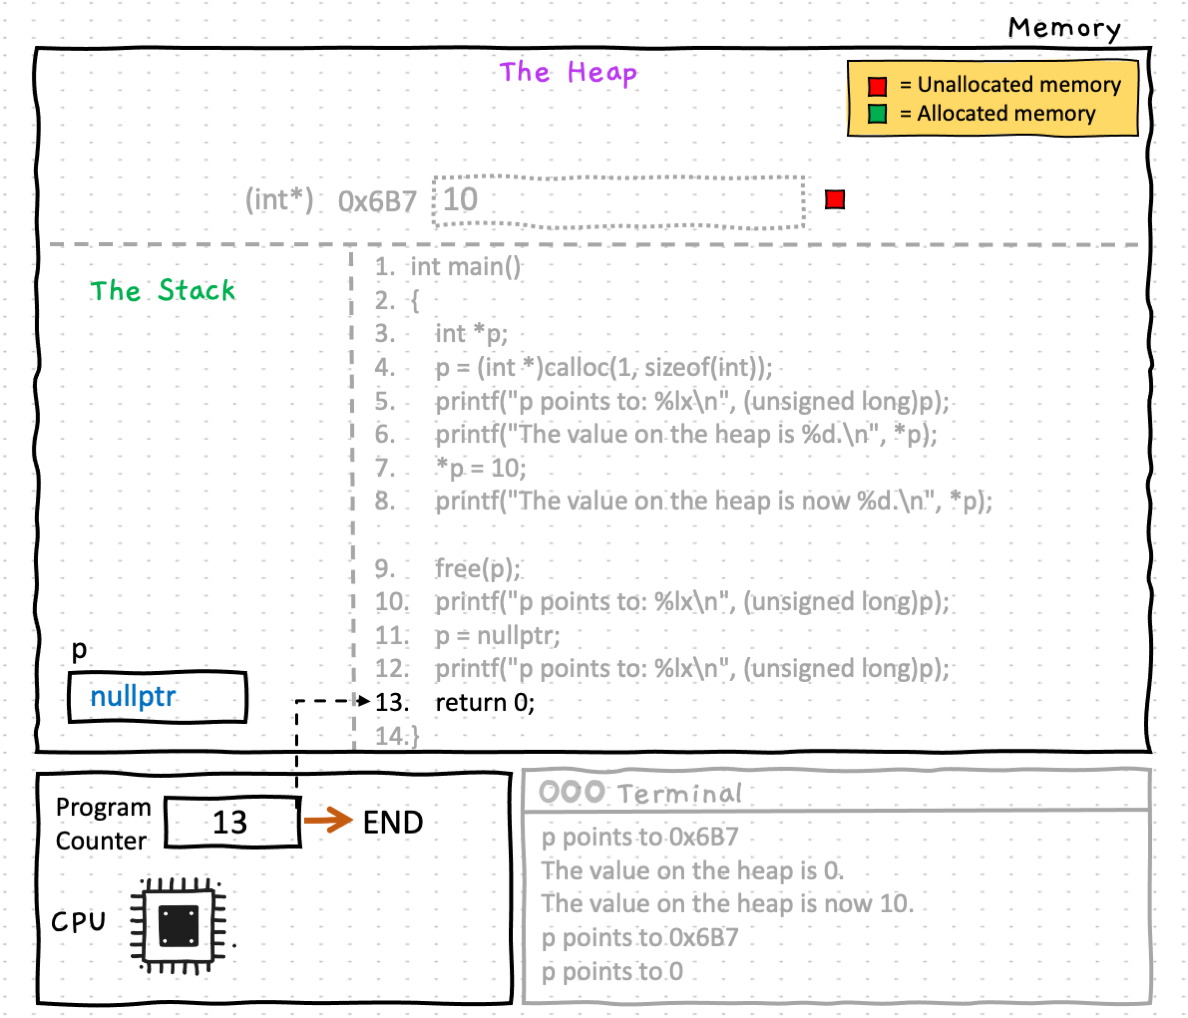 Memory
The Heap
= Unallocated memory
= Allocated memory
(int*) 0x6B7 10
The Stack
1. int main()
2. {
3. int *p;
4. p = (int *)calloc(1, sizeof(int));
5. printf("p points to: %lx\n", (unsigned long)p);
6. printf("The value on the heap is %d.\n", *p);
7. *p = 10;
8. printf("The value on the heap is now %d.\n", *p);
9. free(p);
10. printf("p points to: %lx\n", (unsigned long)p);
11. p = nullptr;
12. printf("p points to: %lx\n", (unsigned long)p);
13. return 0;
14.}
p
nullptr
Program
Counter
13
END
CPU
Terminal
p points to 0x6B7
The value on the heap is 0.
The value on the heap is now 10.
p points to 0x6B7
p points to 0